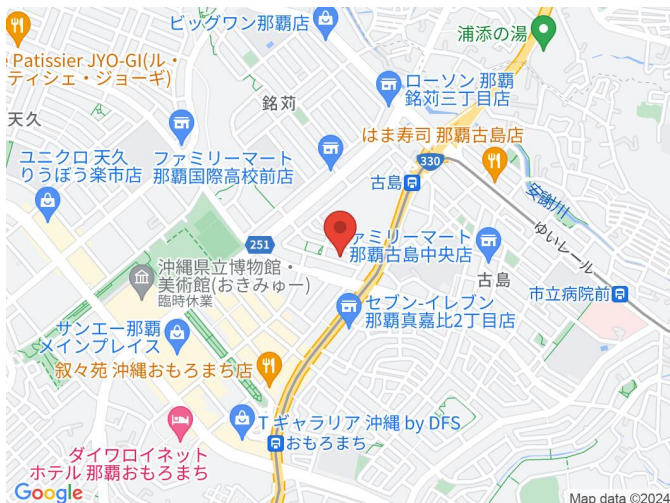 ビッグワン那覇店
浦添の湯
e Patissier JYO-GI(ル・
ティシェ・ジョーギ)
天久
銘苅
ローソン 那覇
銘苅三丁目店
はま寿司 那覇古島店
ユニクロ 天久
りうぼう楽市店
ファミリーマート
那覇国際高校前店
330
古島
安謝川
ゆいレール
251
ァミリーマート
那覇古島中央店
古島
沖縄県立博物館・
美術館(おきみゅー)
臨時休業
市立病院前
セブン-イレブン
那覇真嘉比2丁目店
サンエー那覇
メインプレイス
叙々苑 沖縄おもろまち店
T ギャラリア 沖縄 by DFS
おもろまち
ダイワロイネット
ホテル 那覇おもろまち
Google
Map data ©2024